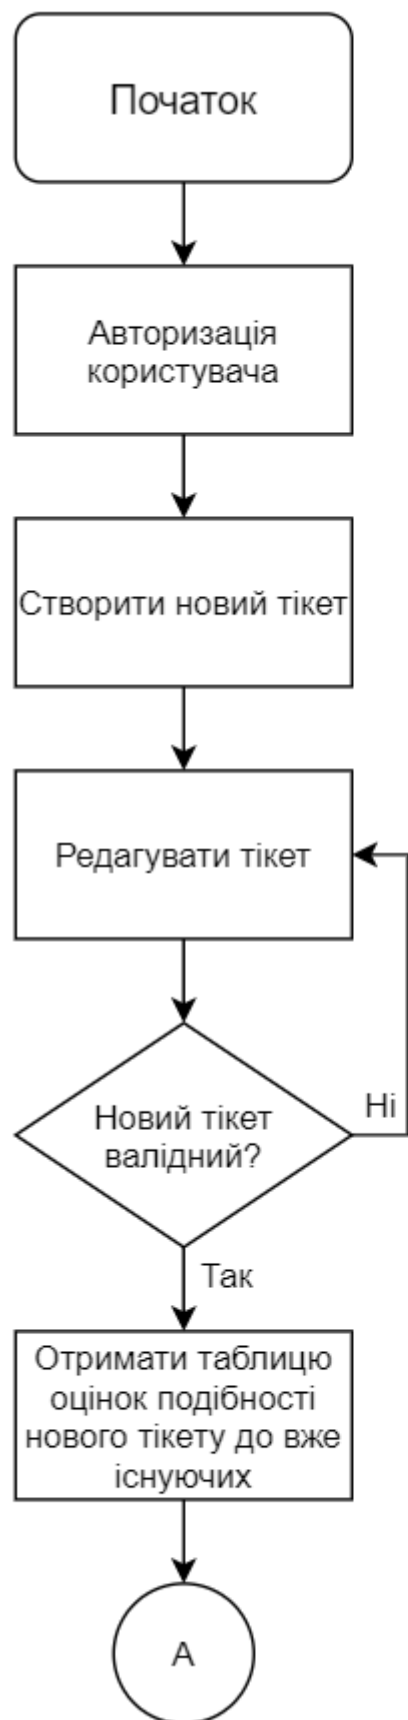 Початок
Авторизація
користувача
Створити новий тікет
Редагувати тікет
Новий тікет
валідний?
Ні
Так
Отримати таблицю
оцінок подібності
нового тікету до вже
існуючих
А